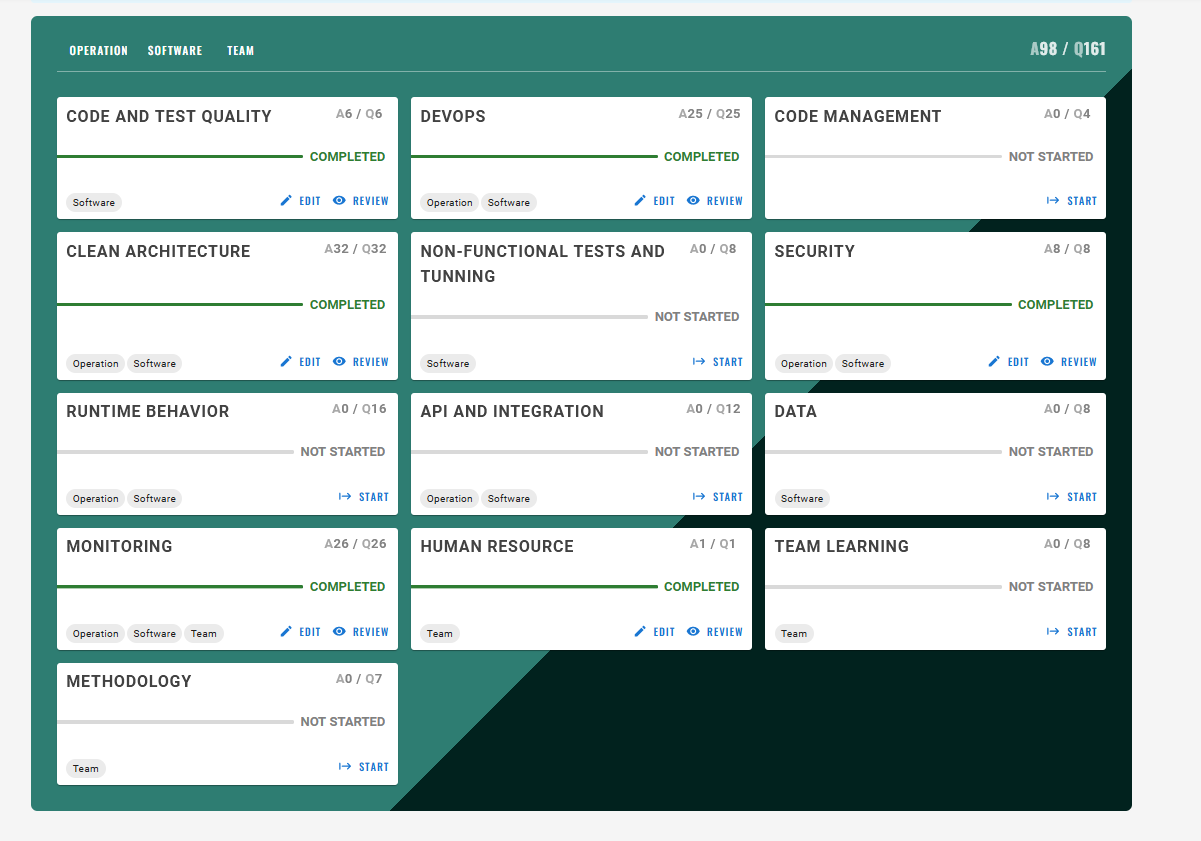 OPERATION SOFTWARE TEAM A98 / Q161
CODE AND TEST QUALITY A6 / Q6
COMPLETED
Software EDIT REVIEW
DEVOPS A25 / Q25
COMPLETED
Operation Software EDIT REVIEW
CODE MANAGEMENT A0 / Q4
NOT STARTED
START
CLEAN ARCHITECTURE A32 / Q32
COMPLETED
Operation Software EDIT REVIEW
NON-FUNCTIONAL TESTS AND A0 / Q8
TUNNING
NOT STARTED
Software START
SECURITY A8 / Q8
COMPLETED
Operation Software EDIT REVIEW
RUNTIME BEHAVIOR A0 / Q16
NOT STARTED
Operation Software START
API AND INTEGRATION A0 / Q12
NOT STARTED
Operation Software START
DATA A0 / Q8
NOT STARTED
Software START
MONITORING A26 / Q26
COMPLETED
Operation Software Team EDIT REVIEW
HUMAN RESOURCE A1 / Q1
COMPLETED
Team EDIT REVIEW
TEAM LEARNING A0 / Q8
NOT STARTED
Team START
METHODOLOGY A0 / Q7
NOT STARTED
Team START